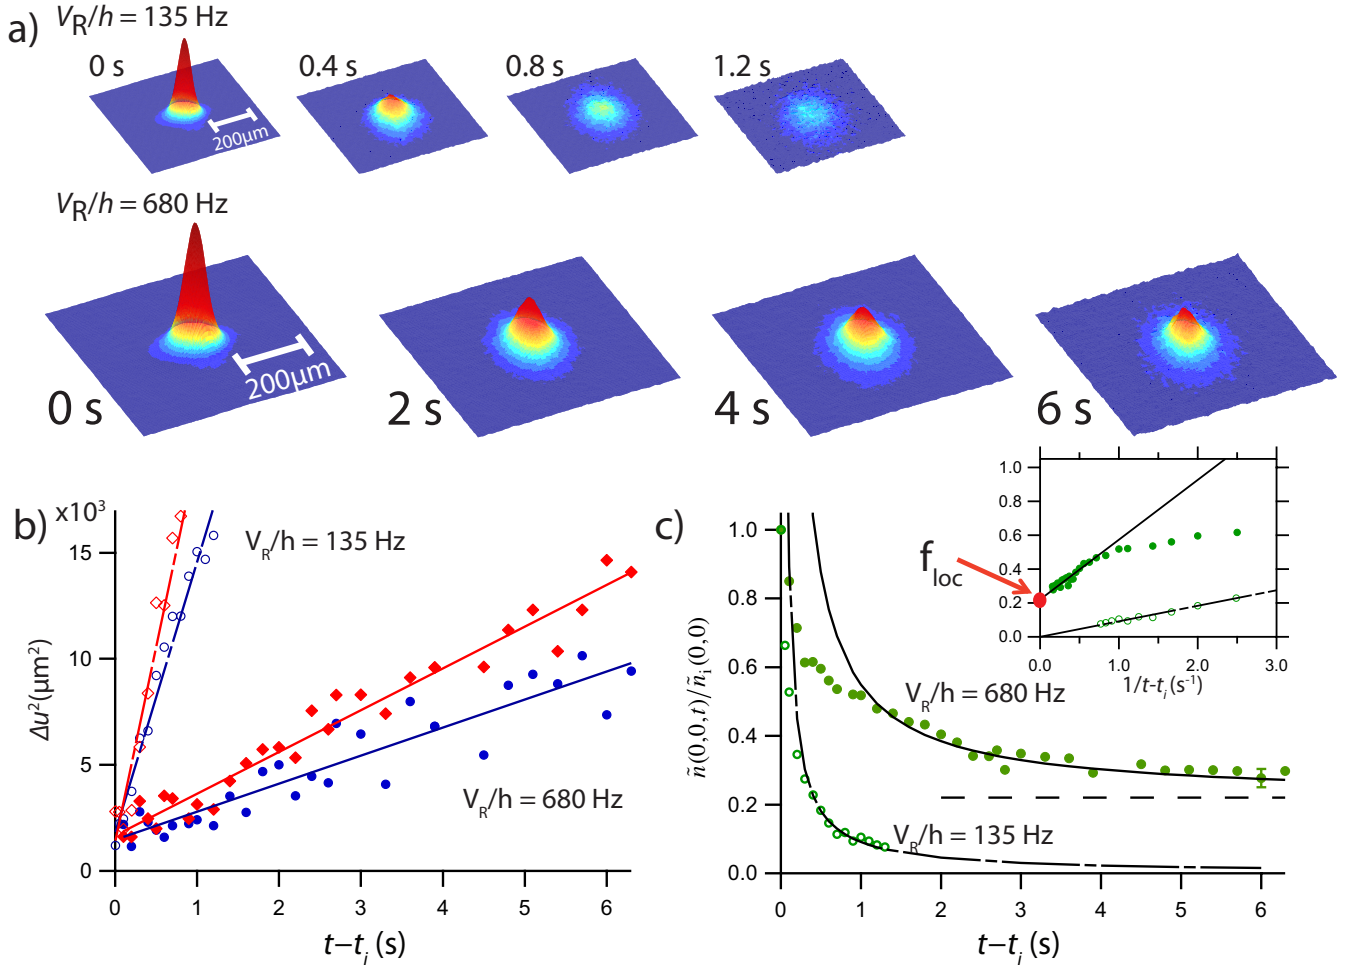 a)
V_R/h = 135 Hz
0 s
0.4 s
0.8 s
1.2 s
200μm
V_R/h = 680 Hz
200μm
0 s
2 s
4 s
6 s
b)
×10³
15
10
5
0
Δu² (μm²)
V_R/h = 135 Hz
V_R/h = 680 Hz
0 1 2 3 4 5 6
t−t_i (s)
c)
1.0
0.8
0.6
0.4
0.2
0.0
ñ(0,0,t)/ñ_i(0,0)
V_R/h = 680 Hz
V_R/h = 135 Hz
0 1 2 3 4 5 6
t−t_i (s)
f_loc
1.0
0.8
0.6
0.4
0.2
0.0
0.0 1.0 2.0 3.0
1/t−t_i (s⁻¹)